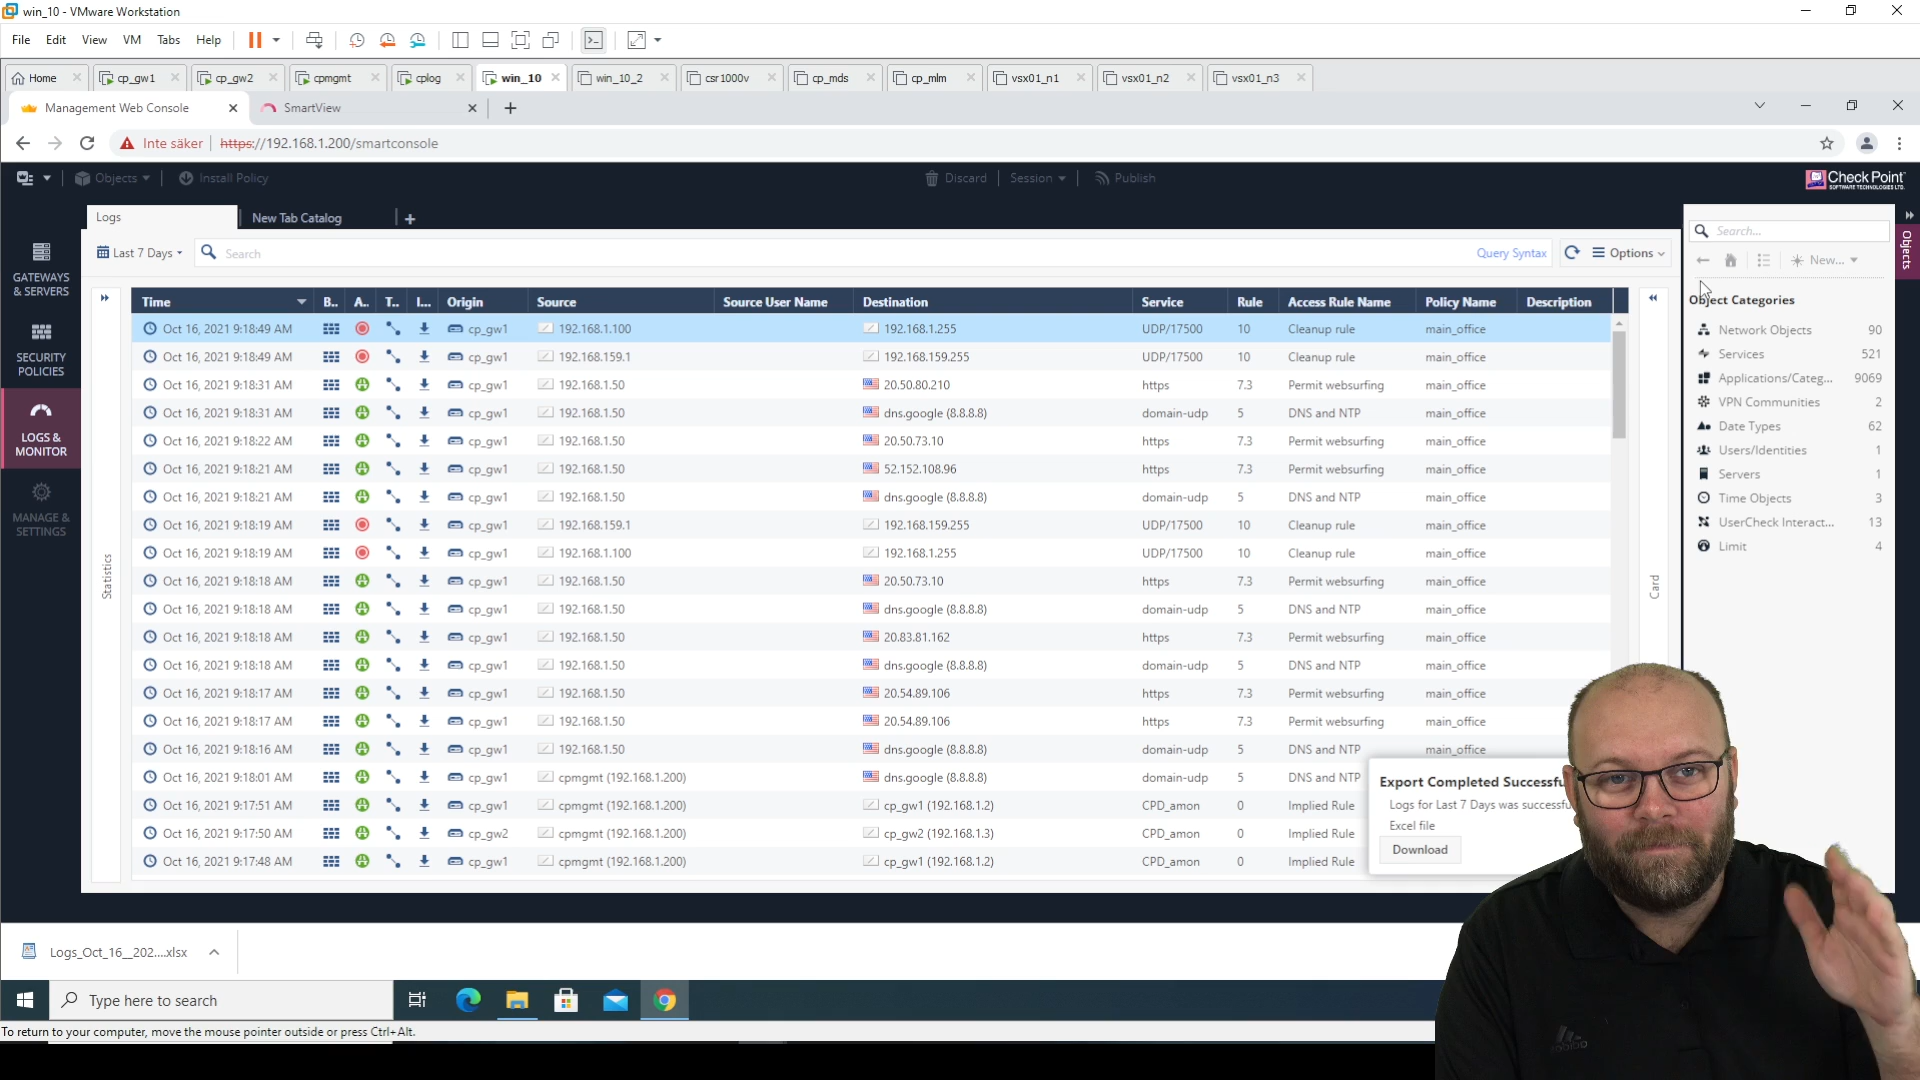 win_10 - VMware Workstation
File Edit View VM Tabs Help
Home cp_gw1 cp_gw2 cpmgmt cplog win_10 win_10_2 csr1000v cp_mds cp_mlm vsx01_n1 vsx01_n2 vsx01_n3
Management Web Console SmartView
Inte säker https://192.168.1.200/smartconsole
Objects Install Policy Discard Session Publish Check Point
SOFTWARE TECHNOLOGIES LTD.
Logs New Tab Catalog
Last 7 Days Search Query Syntax Options
GATEWAYS & SERVERS
SECURITY POLICIES
LOGS & MONITOR
MANAGE & SETTINGS
Statistics
Time B.. A.. T.. I... Origin Source Source User Name Destination Service Rule Access Rule Name Policy Name Description
Oct 16, 2021 9:18:49 AM cp_gw1 192.168.1.100 192.168.1.255 UDP/17500 10 Cleanup rule main_office
Oct 16, 2021 9:18:49 AM cp_gw1 192.168.159.1 192.168.159.255 UDP/17500 10 Cleanup rule main_office
Oct 16, 2021 9:18:31 AM cp_gw1 192.168.1.50 20.50.80.210 https 7.3 Permit websurfing main_office
Oct 16, 2021 9:18:31 AM cp_gw1 192.168.1.50 dns.google (8.8.8.8) domain-udp 5 DNS and NTP main_office
Oct 16, 2021 9:18:22 AM cp_gw1 192.168.1.50 20.50.73.10 https 7.3 Permit websurfing main_office
Oct 16, 2021 9:18:21 AM cp_gw1 192.168.1.50 52.152.108.96 https 7.3 Permit websurfing main_office
Oct 16, 2021 9:18:21 AM cp_gw1 192.168.1.50 dns.google (8.8.8.8) domain-udp 5 DNS and NTP main_office
Oct 16, 2021 9:18:19 AM cp_gw1 192.168.159.1 192.168.159.255 UDP/17500 10 Cleanup rule main_office
Oct 16, 2021 9:18:19 AM cp_gw1 192.168.1.100 192.168.1.255 UDP/17500 10 Cleanup rule main_office
Oct 16, 2021 9:18:18 AM cp_gw1 192.168.1.50 20.50.73.10 https 7.3 Permit websurfing main_office
Oct 16, 2021 9:18:18 AM cp_gw1 192.168.1.50 dns.google (8.8.8.8) domain-udp 5 DNS and NTP main_office
Oct 16, 2021 9:18:18 AM cp_gw1 192.168.1.50 20.83.81.162 https 7.3 Permit websurfing main_office
Oct 16, 2021 9:18:18 AM cp_gw1 192.168.1.50 dns.google (8.8.8.8) domain-udp 5 DNS and NTP main_office
Oct 16, 2021 9:18:17 AM cp_gw1 192.168.1.50 20.54.89.106 https 7.3 Permit websurfing main_office
Oct 16, 2021 9:18:17 AM cp_gw1 192.168.1.50 20.54.89.106 https 7.3 Permit websurfing main_office
Oct 16, 2021 9:18:16 AM cp_gw1 192.168.1.50 dns.google (8.8.8.8) domain-udp 5 DNS and NTP main_office
Oct 16, 2021 9:18:01 AM cp_gw1 cpmgmt (192.168.1.200) dns.google (8.8.8.8) domain-udp 5 DNS and NTP
Oct 16, 2021 9:17:51 AM cp_gw1 cpmgmt (192.168.1.200) cp_gw1 (192.168.1.2) CPD_amon 0 Implied Rule
Oct 16, 2021 9:17:50 AM cp_gw2 cpmgmt (192.168.1.200) cp_gw2 (192.168.1.3) CPD_amon 0 Implied Rule
Oct 16, 2021 9:17:48 AM cp_gw1 cpmgmt (192.168.1.200) cp_gw1 (192.168.1.2) CPD_amon 0 Implied Rule
Card
Search...
New...
Object Categories
Network Objects 90
Services 521
Applications/Categ... 9069
VPN Communities 2
Date Types 62
Users/Identities 1
Servers 1
Time Objects 3
UserCheck Interact... 13
Limit 4
Objects
Export Completed Successfu
Logs for Last 7 Days was successfu
Excel file
Download
Logs_Oct_16__202....xlsx
Type here to search
To return to your computer, move the mouse pointer outside or press Ctrl+Alt.
adidas